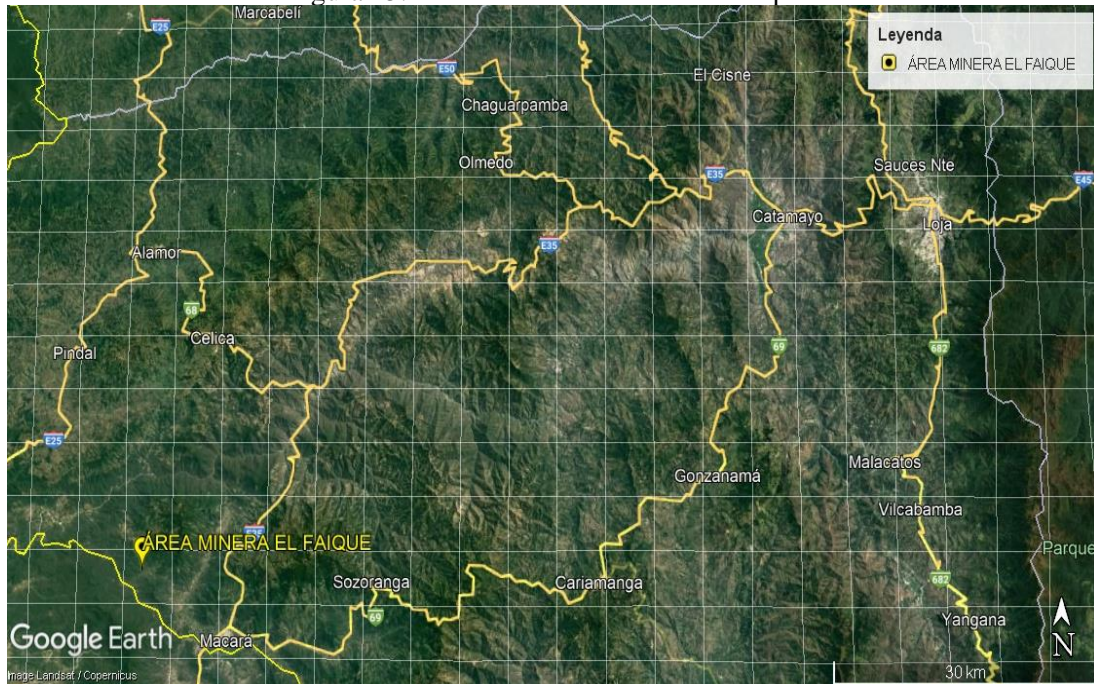 Marcabelí
E25
Leyenda
ÁREA MINERA EL FAIQUE
E50
El Cisne
Chaguarpamba
Olmedo
Sauces Nte
E35
E45
Catamayo
Loja
E35
Alamor
68
Celica
Pindal
69
682
E25
Gonzanamá
Malacatos
Vilcabamba
ÁREA MINERA EL FAIQUE
Parque
Sozoranga
Cariamanga
682
69
Yangana
Google Earth
Macará
N
30 km
Image Landsat / Copernicus